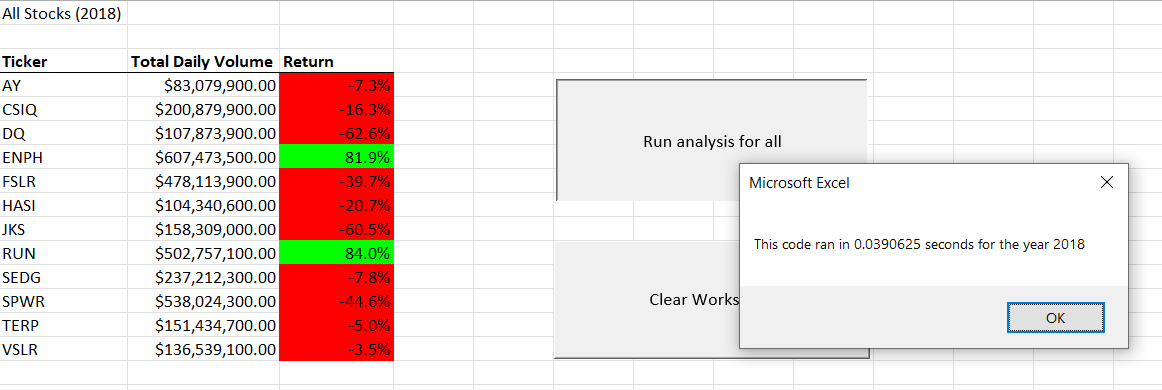 All Stocks (2018)
Ticker Total Daily Volume Return
AY $83,079,900.00 -7.3%
CSIQ $200,879,900.00 -16.3%
DQ $107,873,900.00 -62.6%
ENPH $607,473,500.00 81.9%
FSLR $478,113,900.00 -39.7%
HASI $104,340,600.00 -20.7%
JKS $158,309,000.00 -60.5%
RUN $502,757,100.00 84.0%
SEDG $237,212,300.00 -7.8%
SPWR $538,024,300.00 -44.6%
TERP $151,434,700.00 -5.0%
VSLR $136,539,100.00 -3.5%
Run analysis for all
Microsoft Excel
This code ran in 0.0390625 seconds for the year 2018
OK
Clear Works